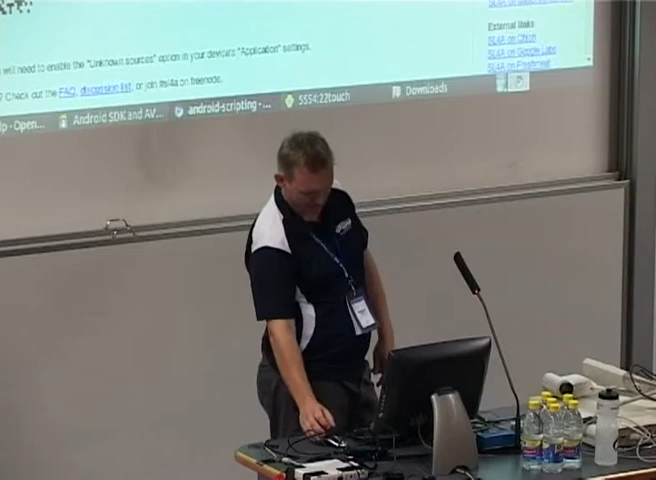 External links
SL4A on Ohloh
SL4A on Google Labs
SL4A on Freshmeat
will need to enable the "Unknown sources" option in your device's "Application" settings.
? Check out the FAQ, discussion list, or join #sl4a on freenode.
Open... Android SDK and AV... android-scripting -... 5554:22touch Downloads